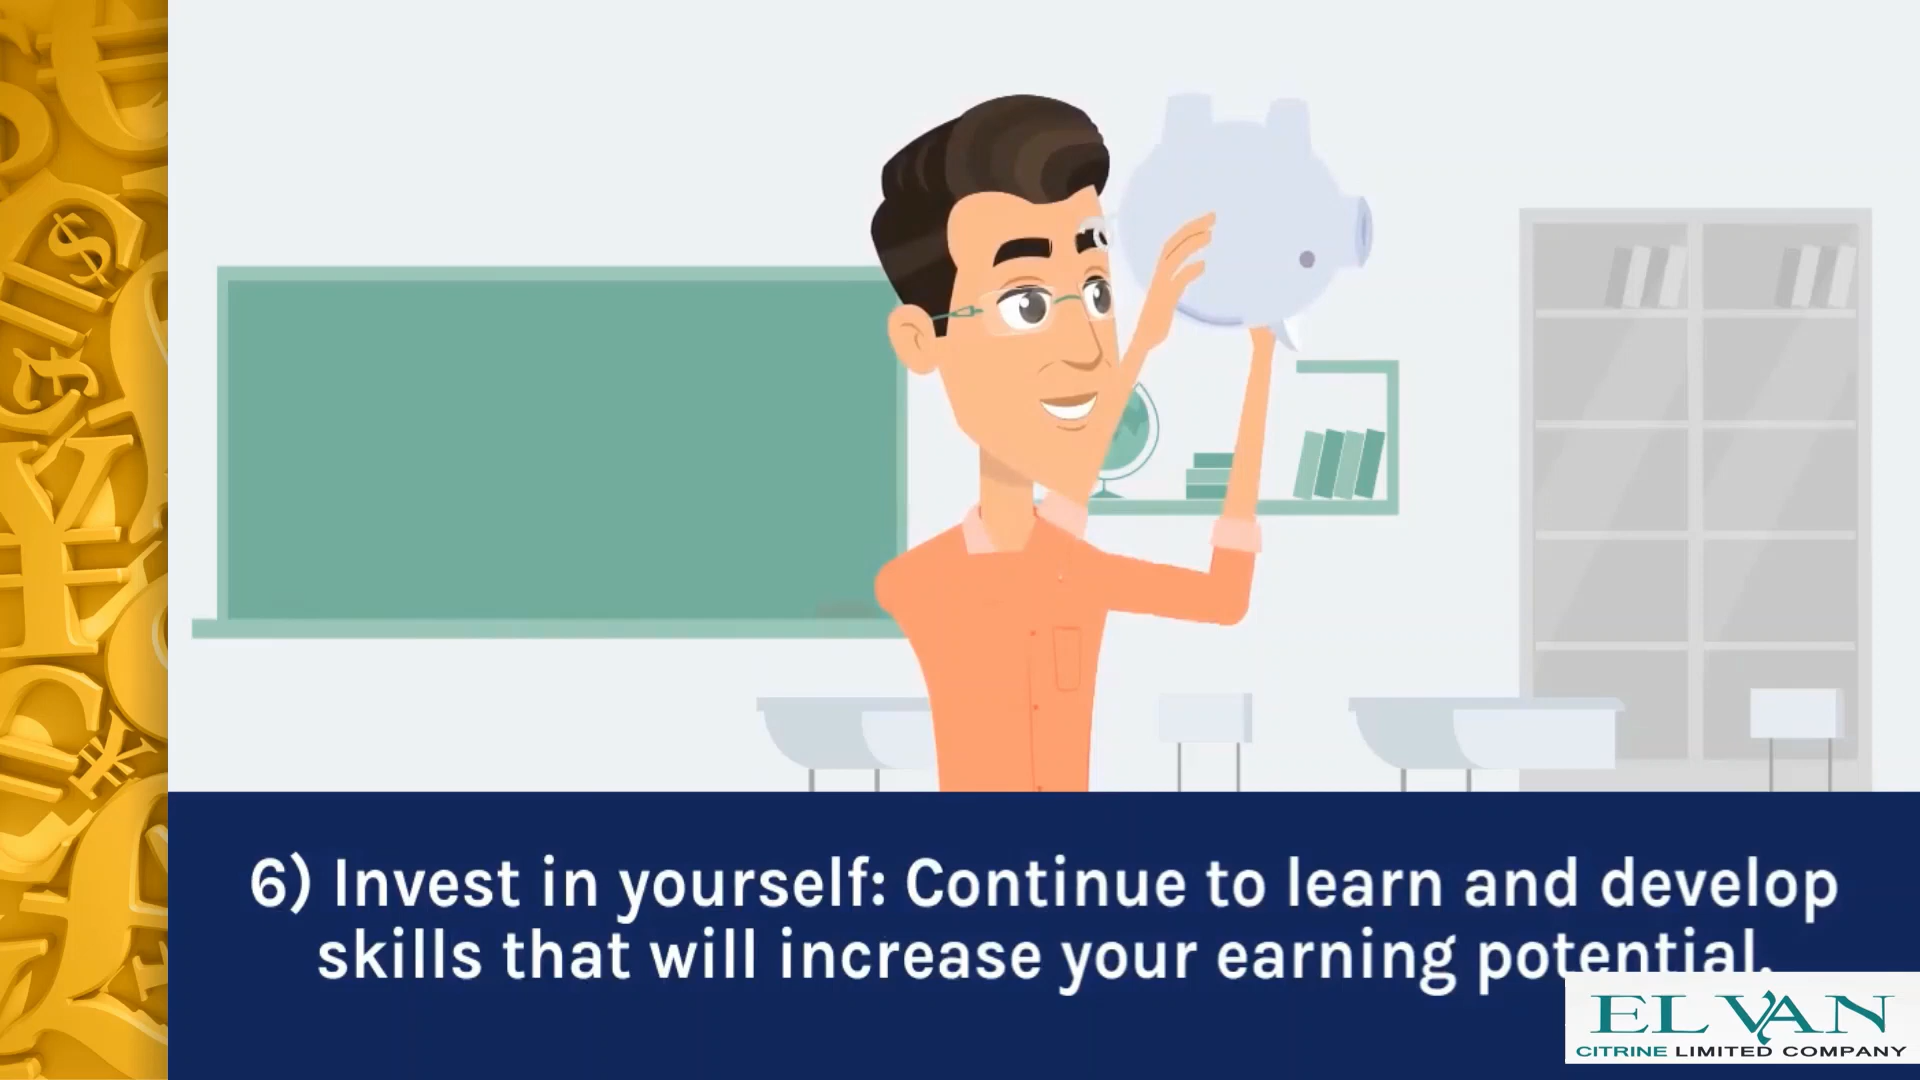 6) Invest in yourself: Continue to learn and develop
skills that will increase your earning potential.
ELVAN
CITRINE LIMITED COMPANY